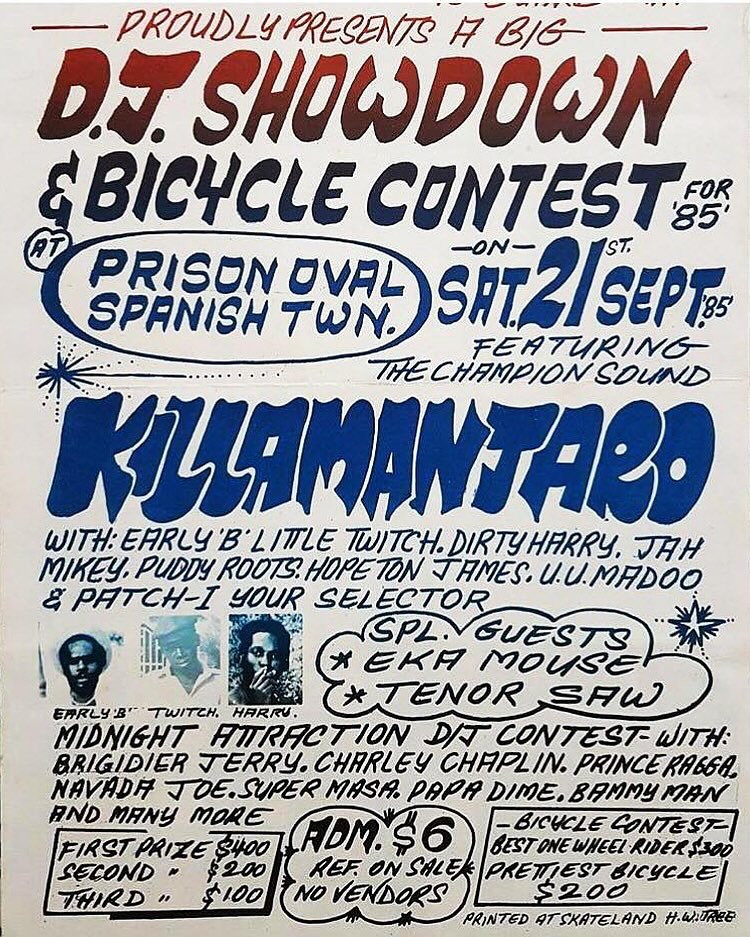 PROUDLY PRESENTS A BIG
D.J. SHOWDOWN
& BICYCLE CONTEST FOR '85'
AT PRISON OVAL
SPANISH TWN.
-ON-
SAT. 21ST. SEPT. '85'
FEATURING
THE CHAMPION SOUND
KILLAMANJARO
WITH: EARLY 'B' LITTLE TWITCH. DIRTY HARRY. JAH
MIKEY. PUDDY ROOTS. HOPETON JAMES. U.U. MADOO
& PATCH-I YOUR SELECTOR
SPL. GUESTS
* EKA MOUSE
* TENOR SAW
EARLY 'B' TWITCH. HARRY.
MIDNIGHT ATTRACTION D/J CONTEST-WITH:
BRIGIDIER JERRY. CHARLEY CHAPLIN. PRINCE RAGGA.
NAVADA JOE. SUPER MASA. PAPA DIME. BAMMY MAN
AND MANY MORE
FIRST PRIZE $400
SECOND " $200
THIRD " $100
ADM. $6
REF. ON SALE
NO VENDORS
-BICYCLE CONTEST-
BEST ONE WHEEL RIDER $300
PRETTIEST BICYCLE
$200
PRINTED AT SKATELAND H.W. TREE